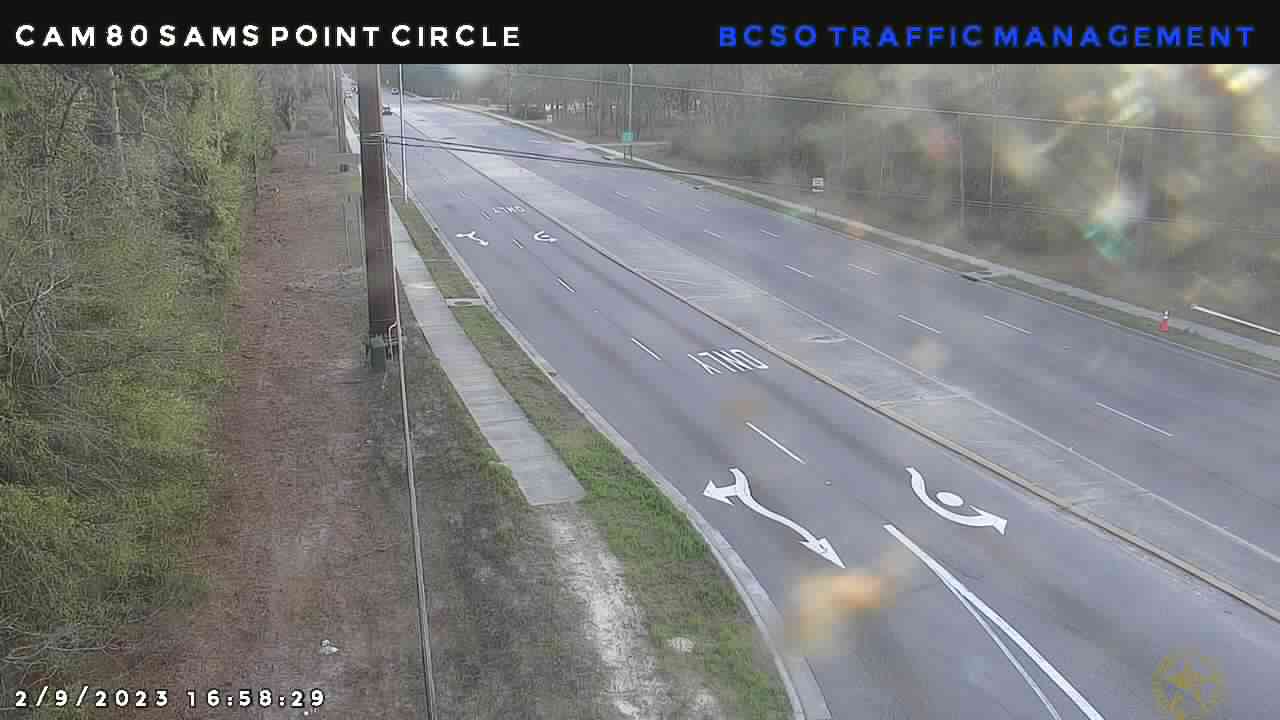 CAM 80 SAMS POINT CIRCLE
BCSO TRAFFIC MANAGEMENT
ONLY
ONLY
2/9/2023 16:58:29